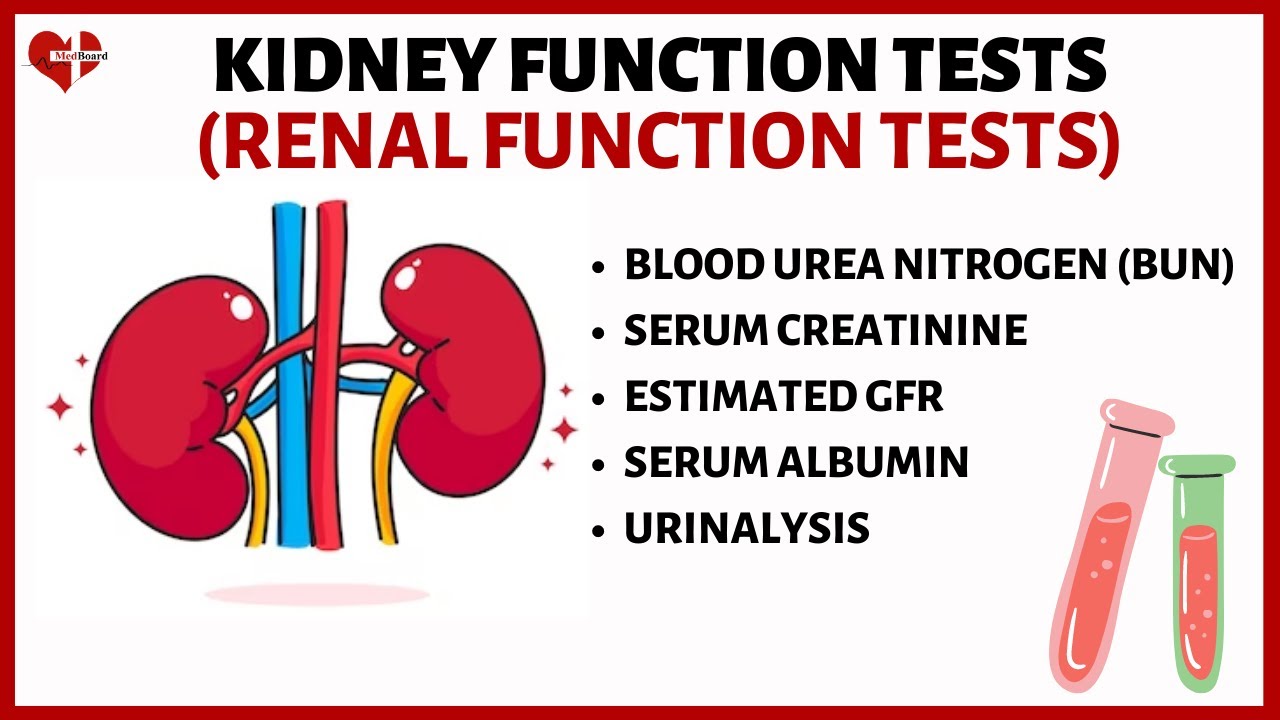 MedBoard
KIDNEY FUNCTION TESTS
(RENAL FUNCTION TESTS)
• BLOOD UREA NITROGEN (BUN)
• SERUM CREATININE
• ESTIMATED GFR
• SERUM ALBUMIN
• URINALYSIS